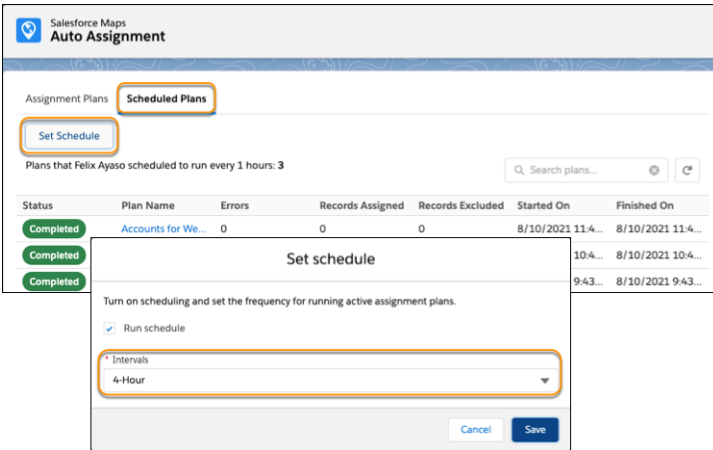 Salesforce Maps
Auto Assignment
Assignment Plans Scheduled Plans
Set Schedule
Plans that Felix Ayaso scheduled to run every 1 hours: 3
Search plans...
Status Plan Name Errors Records Assigned Records Excluded Started On Finished On
Completed Accounts for We... 0 0 0 8/10/2021 11:4... 8/10/2021 11:4...
Completed 10:4... 8/10/2021 10:4...
Completed 9:43... 8/10/2021 9:43...
Set schedule
Turn on scheduling and set the frequency for running active assignment plans.
Run schedule
* Intervals
4-Hour
Cancel Save